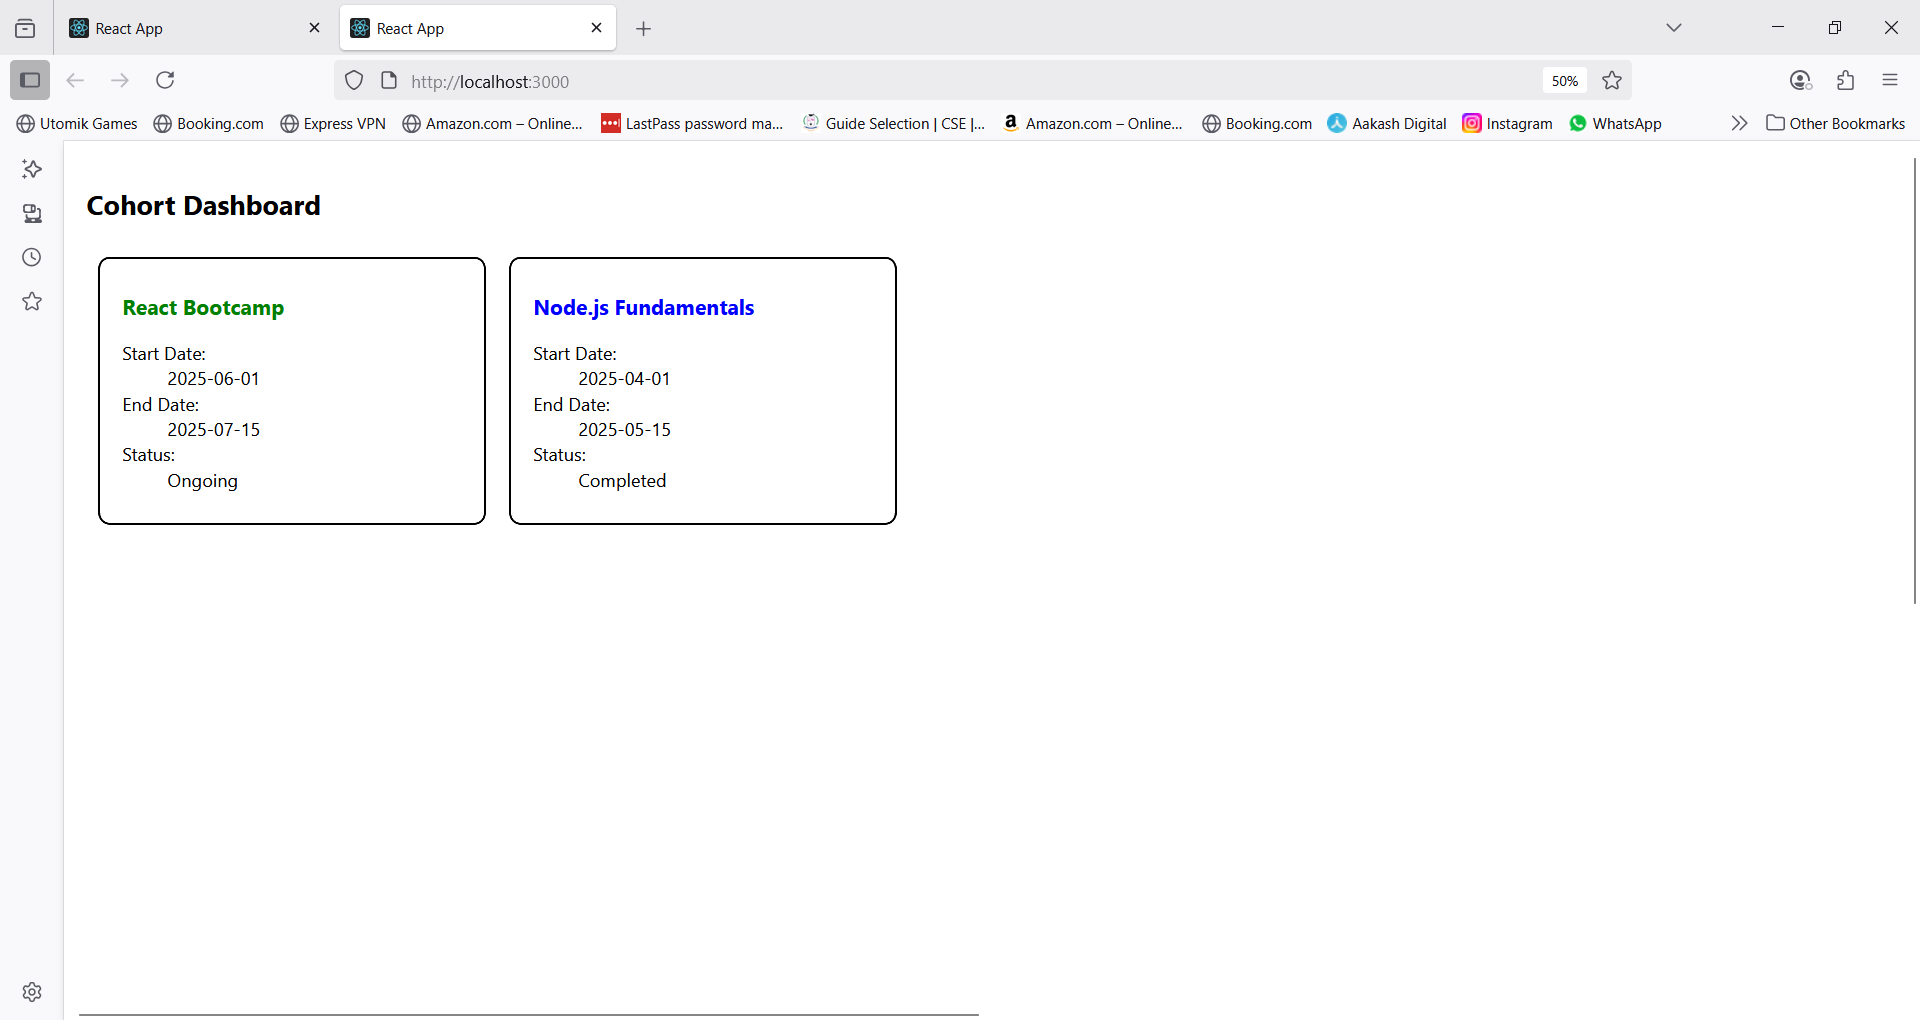 React App
React App
http://localhost:3000
50%
Utomik Games
Booking.com
Express VPN
Amazon.com – Online...
LastPass password ma...
Guide Selection | CSE |...
Amazon.com – Online...
Booking.com
Aakash Digital
Instagram
WhatsApp
Other Bookmarks
Cohort Dashboard
React Bootcamp
Start Date:
2025-06-01
End Date:
2025-07-15
Status:
Ongoing
Node.js Fundamentals
Start Date:
2025-04-01
End Date:
2025-05-15
Status:
Completed